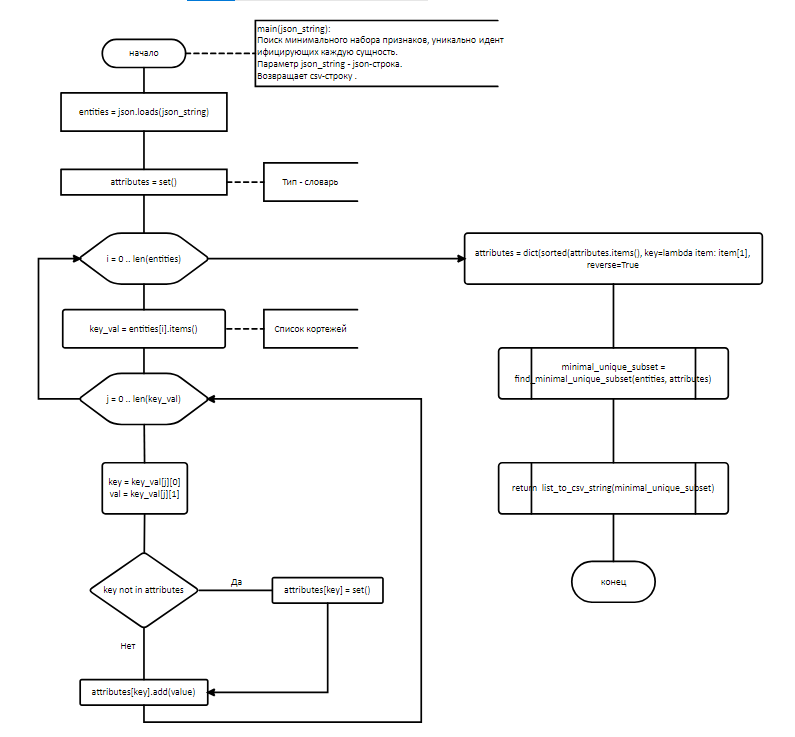 main(json_string):
Поиск минимального набора признаков, уникально идент
ифицирующих каждую сущность.
Параметр json_string - json-строка.
Возвращает csv-строку .
начало
entities = json.loads(json_string)
attributes = set()
Тип - словарь
i = 0 .. len(entities)
attributes = dict(sorted(attributes.items(), key=lambda item: item[1],
reverse=True
key_val = entities[i].items()
Список кортежей
j = 0 .. len(key_val)
minimal_unique_subset =
find_minimal_unique_subset(entities, attributes)
key = key_val[j][0]
val = key_val[j][1]
return list_to_csv_string(minimal_unique_subset)
key not in attributes
Да
attributes[key] = set()
конец
Нет
attributes[key].add(value)